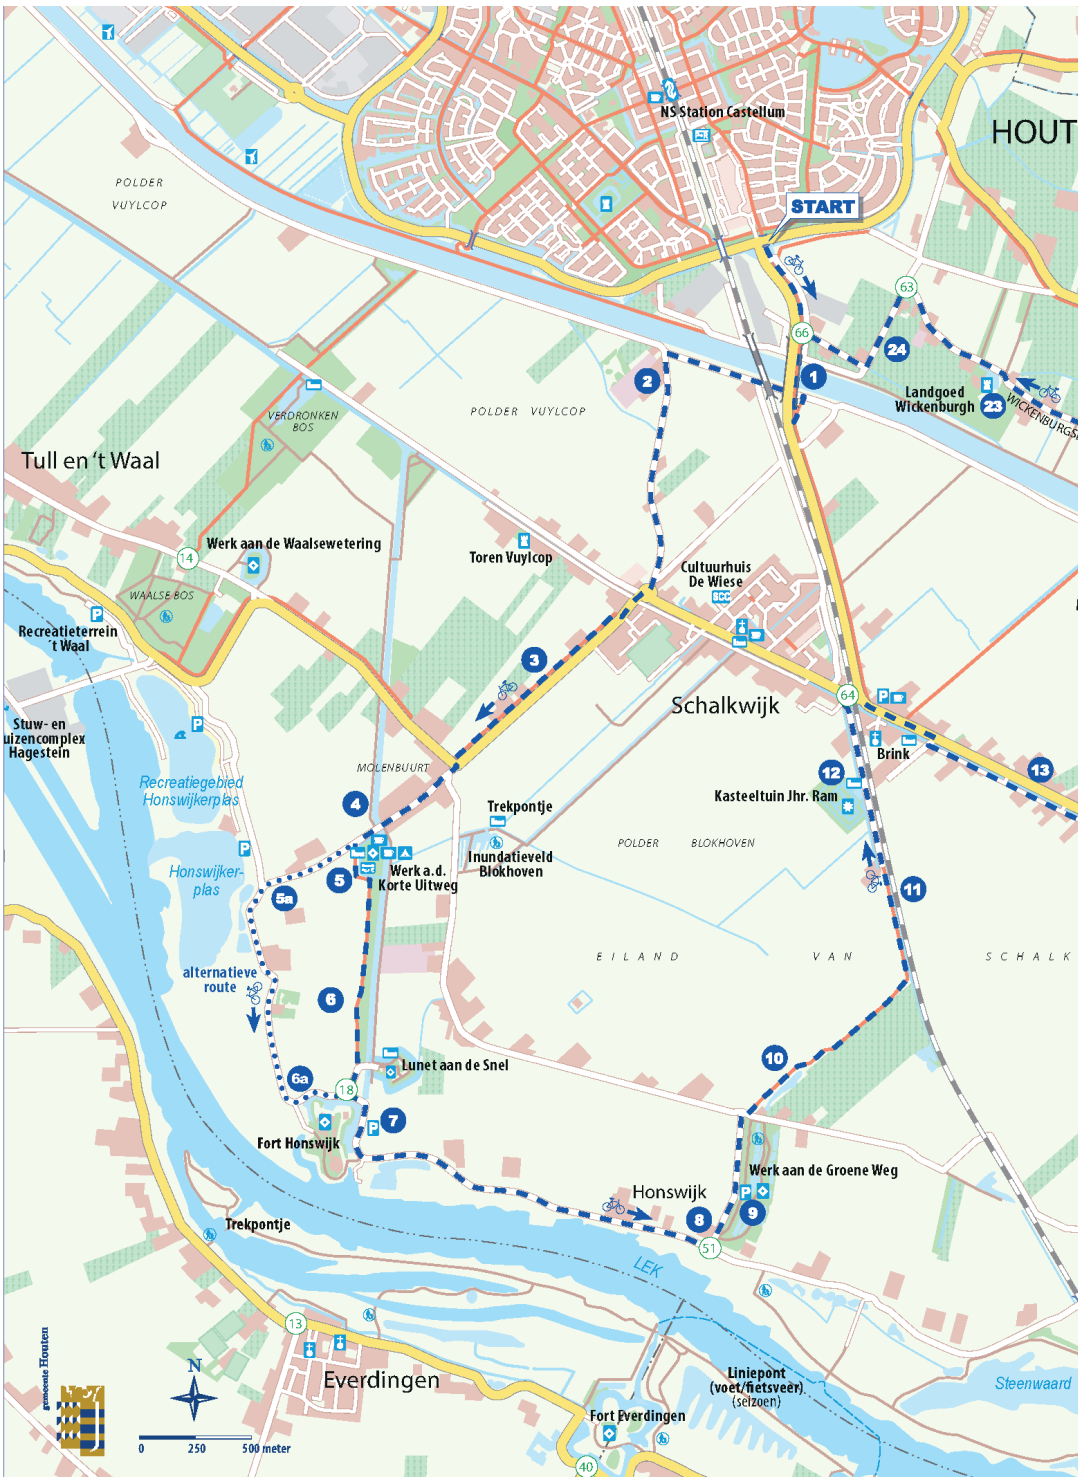 NS Station Castellum
HOUT
POLDER
VUYLCOP
START
63
66
24
1
2
Landgoed
Wickenburgh
23
WICKENBURGS
POLDER VUYLCOP
VERDRONKEN
BOS
Tull en 't Waal
14
Werk aan de Waalsewetering
Toren Vuylcop
Cultuurhuis
De Wiese
SCC
WAALSE BOS
P
Recreatieterrein
't Waal
3
64
P
Schalkwijk
Stuw- en
uizencomplex
Hagestein
P
Brink
13
MOLENBUURT
12
Recreatiegebied
Honswijkerplas
4
Trekpontje
Kasteeltuin Jhr. Ram
POLDER BLOKHOVEN
P
Inundatieveld
Blokhoven
Honswijker-
plas
5
Werk a.d.
Korte Uitweg
5a
11
EILAND VAN SCHALK
alternatieve
route
6
10
Lunet aan de Snel
6a
18
7
P
Fort Honswijk
Werk aan de Groene Weg
Honswijk
P
8
9
51
Trekpontje
LEK
13
gemeente Houten
N
Everdingen
Liniepont
(voet/fietsveer)
(seizoen)
Steenwaard
Fort Everdingen
0 250 500 meter
40